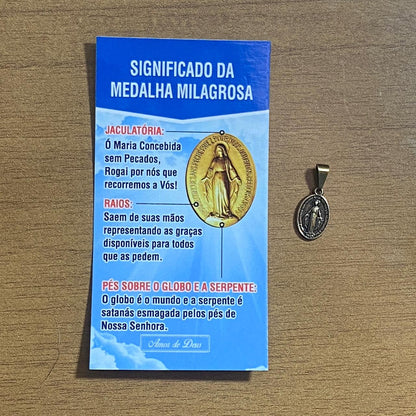 SIGNIFICADO DA
MEDALHA MILAGROSA
JACULATÓRIA:
Ó Maria Concebida
sem Pecados,
Rogai por nós que
recorremos a Vós!
RAIOS:
Saem de suas mãos
representando as graças
disponíveis para todos
que as pedem.
PÉS SOBRE O GLOBO E A SERPENTE:
O globo é o mundo e a serpente é
satanás esmagada pelos pés de
Nossa Senhora.
Amor de Deus